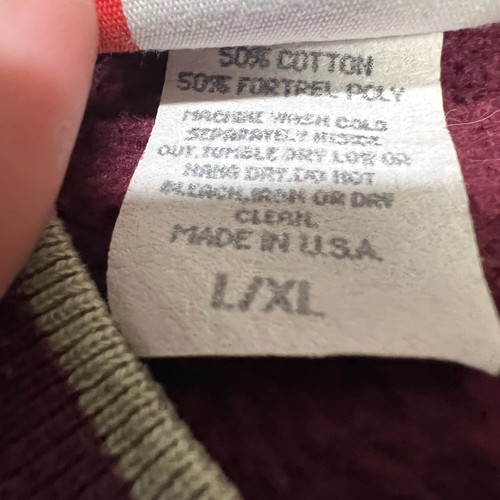 50% COTTON
50% FORTREL POLY
MACHINE WASH COLD
SEPARATELY INSIDE
OUT, TUMBLE DRY LOW OR
HANG DRY. DO NOT
BLEACH, IRON OR DRY
CLEAN.
MADE IN U.S.A.
L/XL